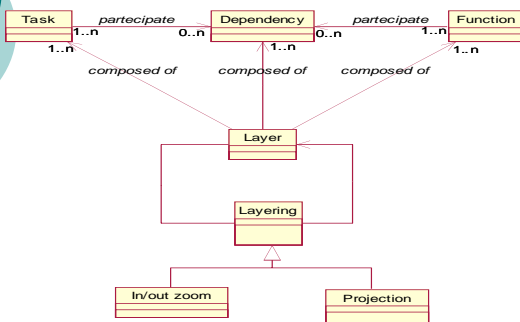 Task
partecipate
Dependency
partecipate
Function
1..n
0..n
0..n
1..n
1..n
1..n
1..n
composed of
composed of
composed of
Layer
Layering
In/out zoom
Projection